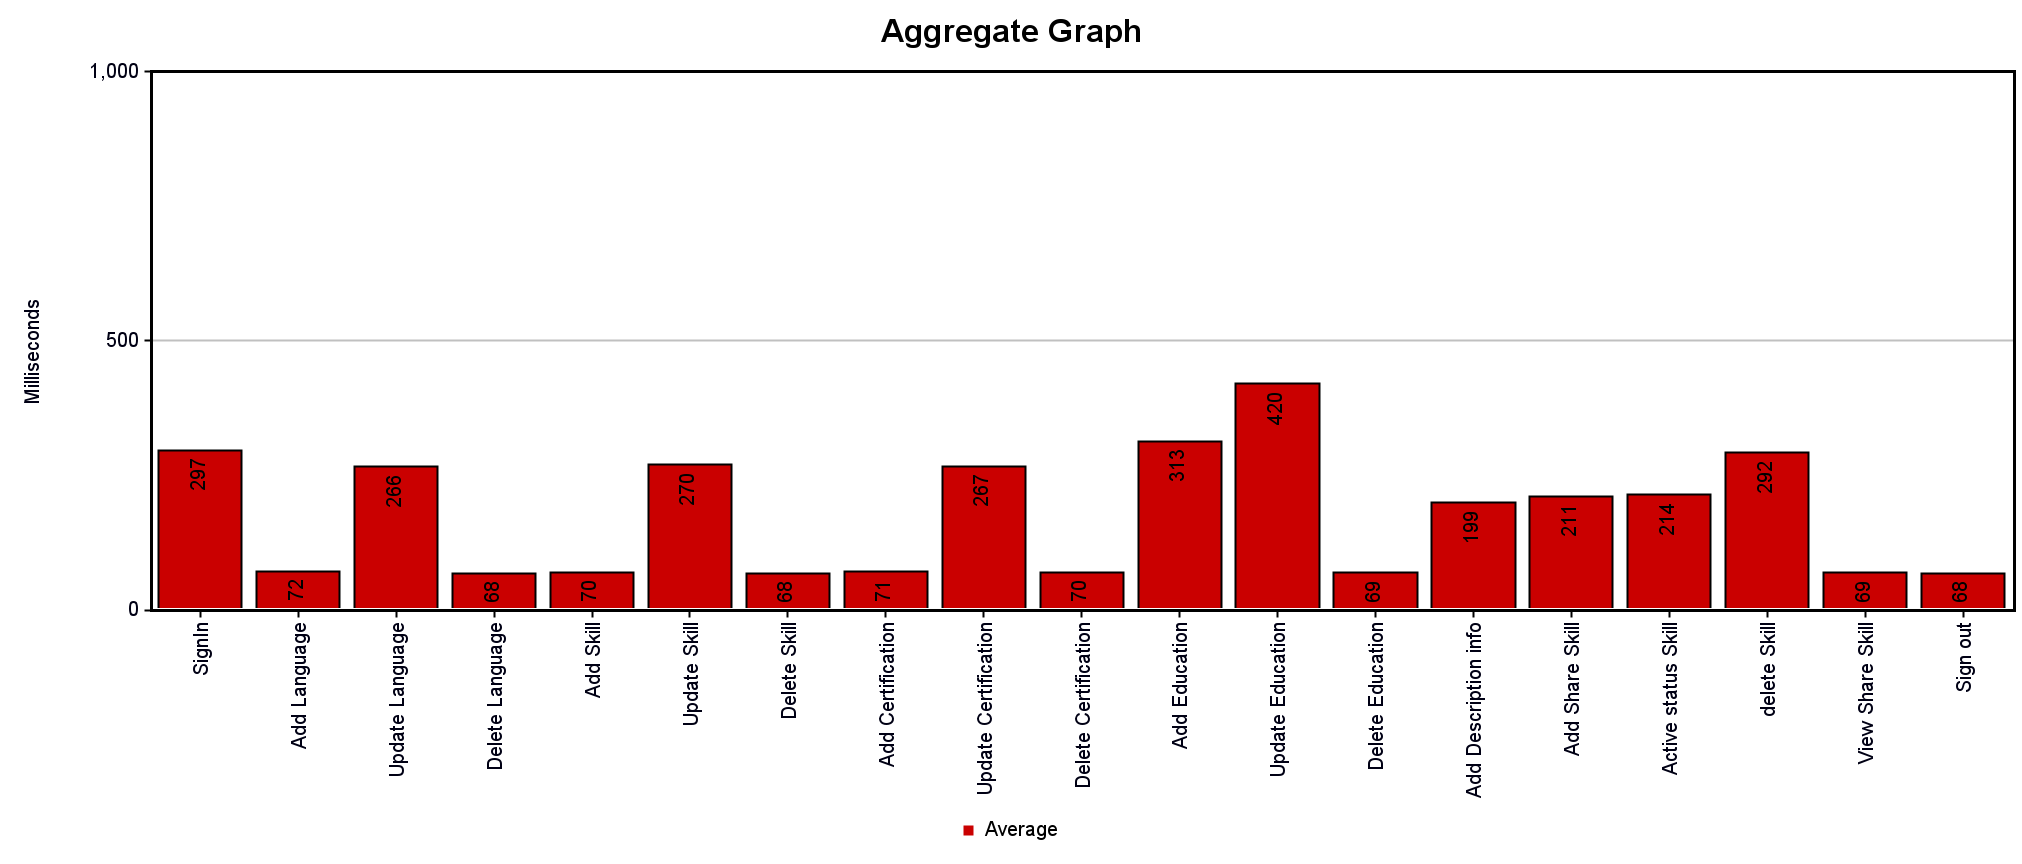 Aggregate Graph
1,000
500
0
Milliseconds
297
72
266
68
70
270
68
71
267
70
313
420
69
199
211
214
292
69
68
SignIn
Add Language
Update Language
Delete Language
Add Skill
Update Skill
Delete Skill
Add Certification
Update Certification
Delete Certification
Add Education
Update Education
Delete Education
Add Description info
Add Share Skill
Active status Skill
delete Skill
View Share Skill
Sign out
Average